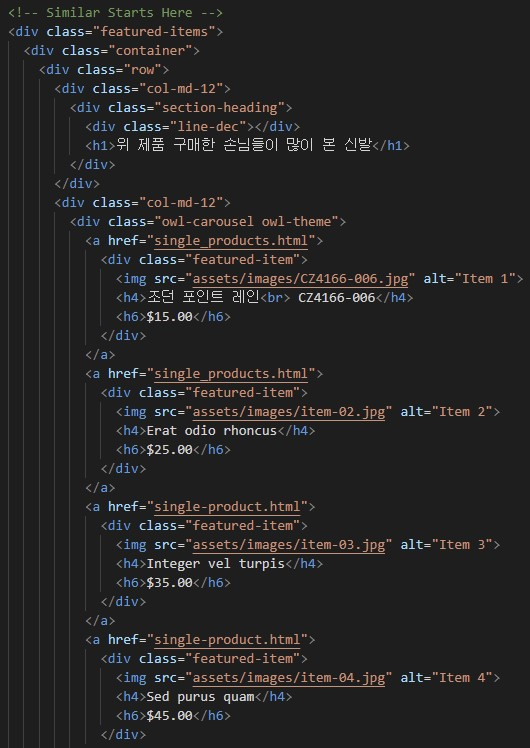 <!-- Similar Starts Here -->
<div class="featured-items">
<div class="container">
<div class="row">
<div class="col-md-12">
<div class="section-heading">
<div class="line-dec"></div>
<h1>위 제품 구매한 손님들이 많이 본 신발</h1>
</div>
</div>
<div class="col-md-12">
<div class="owl-carousel owl-theme">
<a href="single_products.html">
<div class="featured-item">
<img src="assets/images/CZ4166-006.jpg" alt="Item 1">
<h4>조던 포인트 레인<br> CZ4166-006</h4>
<h6>$15.00</h6>
</div>
</a>
<a href="single_products.html">
<div class="featured-item">
<img src="assets/images/item-02.jpg" alt="Item 2">
<h4>Erat odio rhoncus</h4>
<h6>$25.00</h6>
</div>
</a>
<a href="single-product.html">
<div class="featured-item">
<img src="assets/images/item-03.jpg" alt="Item 3">
<h4>Integer vel turpis</h4>
<h6>$35.00</h6>
</div>
</a>
<a href="single-product.html">
<div class="featured-item">
<img src="assets/images/item-04.jpg" alt="Item 4">
<h4>Sed purus quam</h4>
<h6>$45.00</h6>
</div>